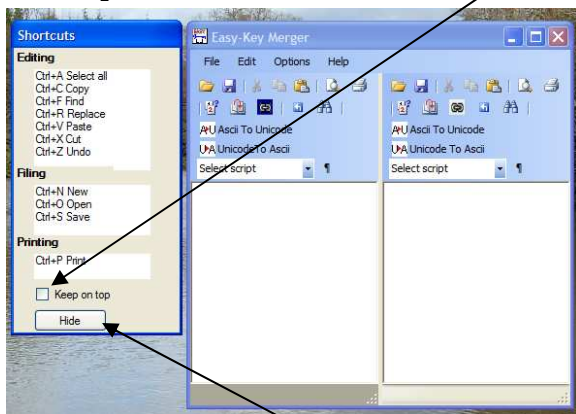 Shortcuts
Editing
Ctrl+A Select all
Ctrl+C Copy
Ctrl+F Find
Ctrl+R Replace
Ctrl+V Paste
Ctrl+X Cut
Ctrl+Z Undo
Filing
Ctrl+N New
Ctrl+O Open
Ctrl+S Save
Printing
Ctrl+P Print
Keep on top
Hide
Easy-Key Merger
File Edit Options Help
A▸U Ascii To Unicode
U▸A UnicodeTo Ascii
Select script ¶
A▸U Ascii To Unicode
U▸A Unicode To Ascii
Select script ¶